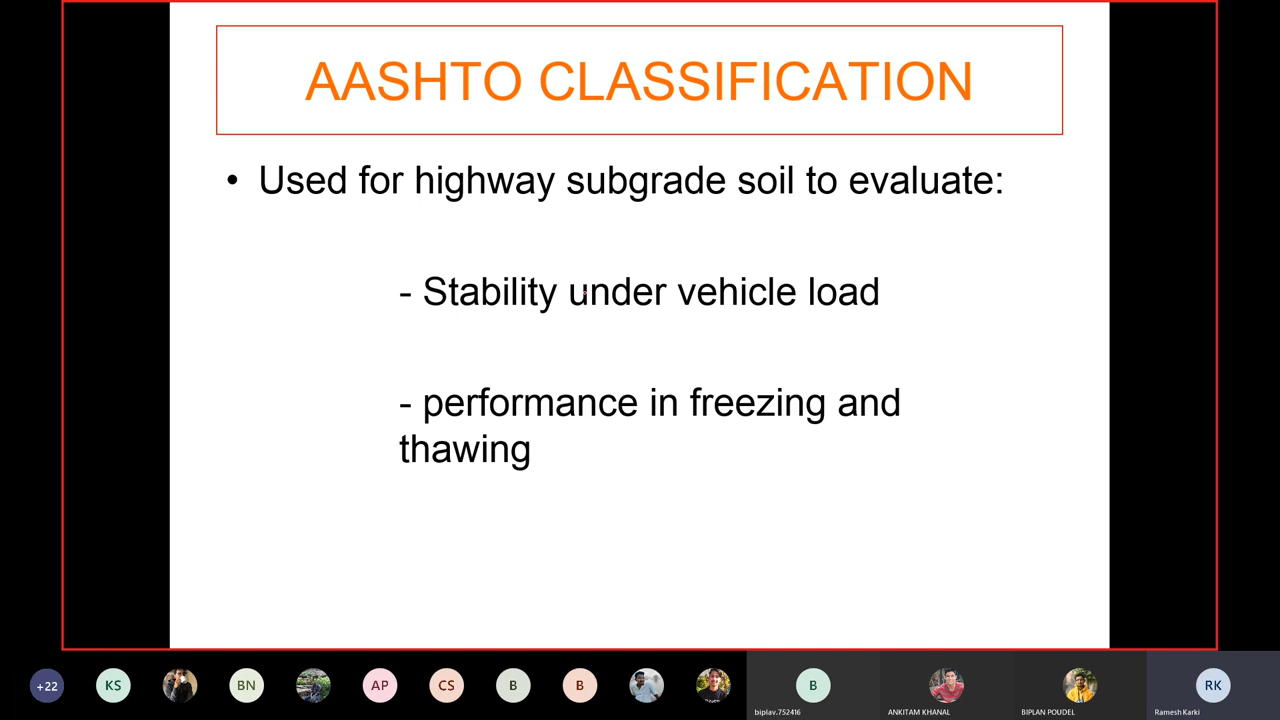 AASHTO CLASSIFICATION
• Used for highway subgrade soil to evaluate:
- Stability under vehicle load
- performance in freezing and
thawing
+22
KS
BN
AP
CS
B
B
B
RK
biplav.752416
ANKITAM KHANAL
BIPLAN POUDEL
Ramesh Karki